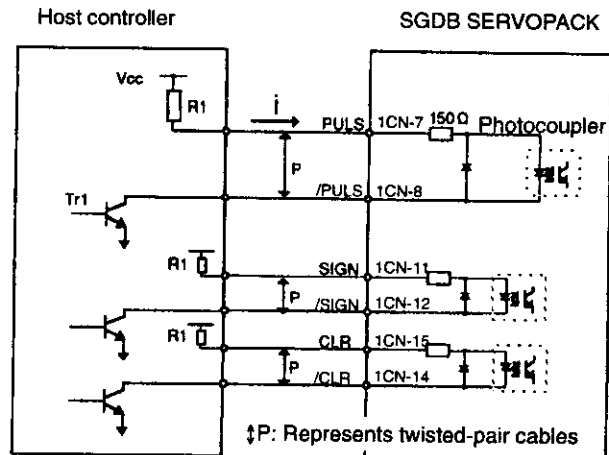 Host controller
SGDB SERVOPACK
Vcc
R1
i
PULS
1CN-7
150Ω
Photocoupler
P
/PULS
1CN-8
Tr1
R1
SIGN
1CN-11
P
/SIGN
1CN-12
R1
CLR
1CN-15
P
/CLR
1CN-14
↕P: Represents twisted-pair cables